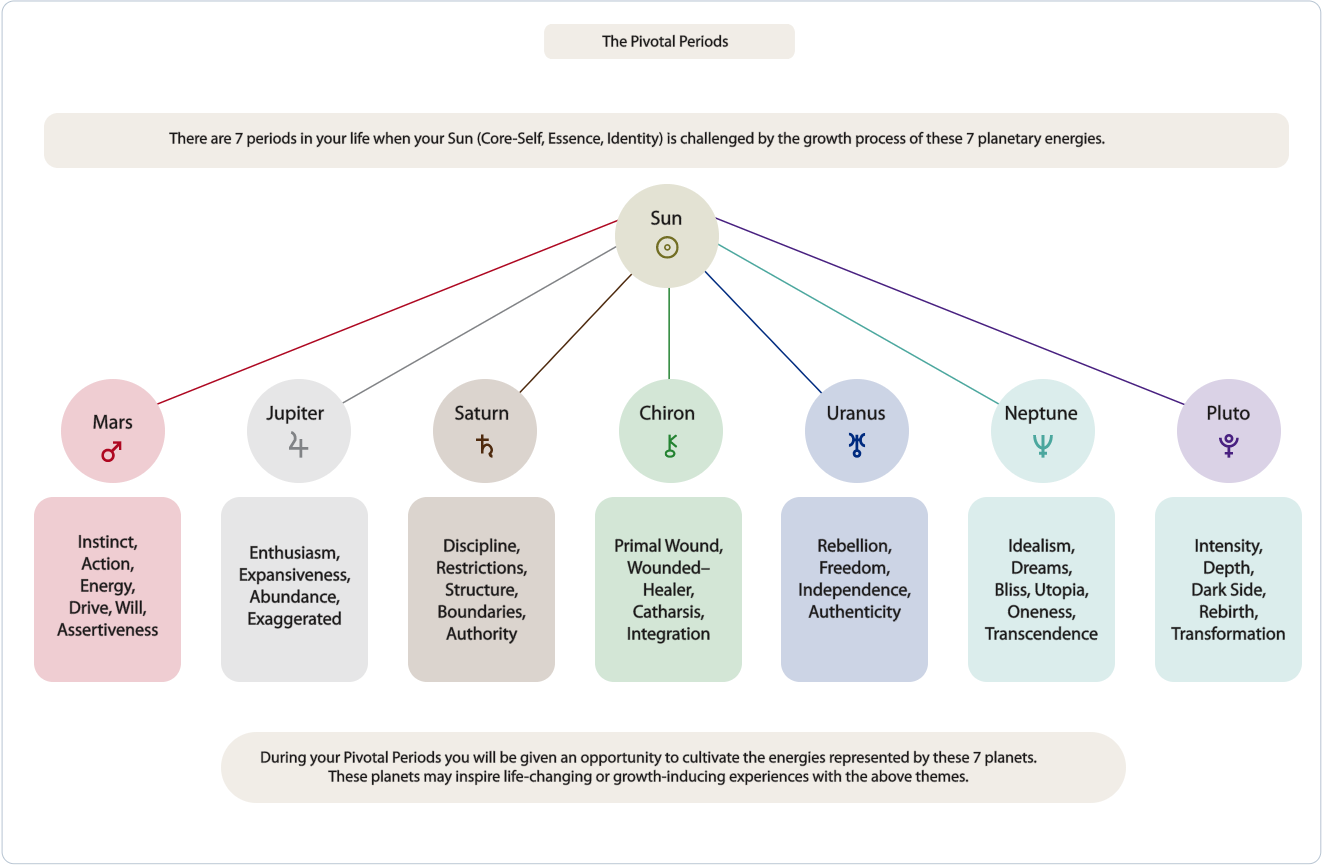 The Pivotal Periods
There are 7 periods in your life when your Sun (Core-Self, Essence, Identity) is challenged by the growth process of these 7 planetary energies.
Sun
Mars
Jupiter
Saturn
Chiron
Uranus
Neptune
Pluto
Instinct,
Action,
Energy,
Drive, Will,
Assertiveness
Enthusiasm,
Expansiveness,
Abundance,
Exaggerated
Discipline,
Restrictions,
Structure,
Boundaries,
Authority
Primal Wound,
Wounded–
Healer,
Catharsis,
Integration
Rebellion,
Freedom,
Independence,
Authenticity
Idealism,
Dreams,
Bliss, Utopia,
Oneness,
Transcendence
Intensity,
Depth,
Dark Side,
Rebirth,
Transformation
During your Pivotal Periods you will be given an opportunity to cultivate the energies represented by these 7 planets.
These planets may inspire life-changing or growth-inducing experiences with the above themes.